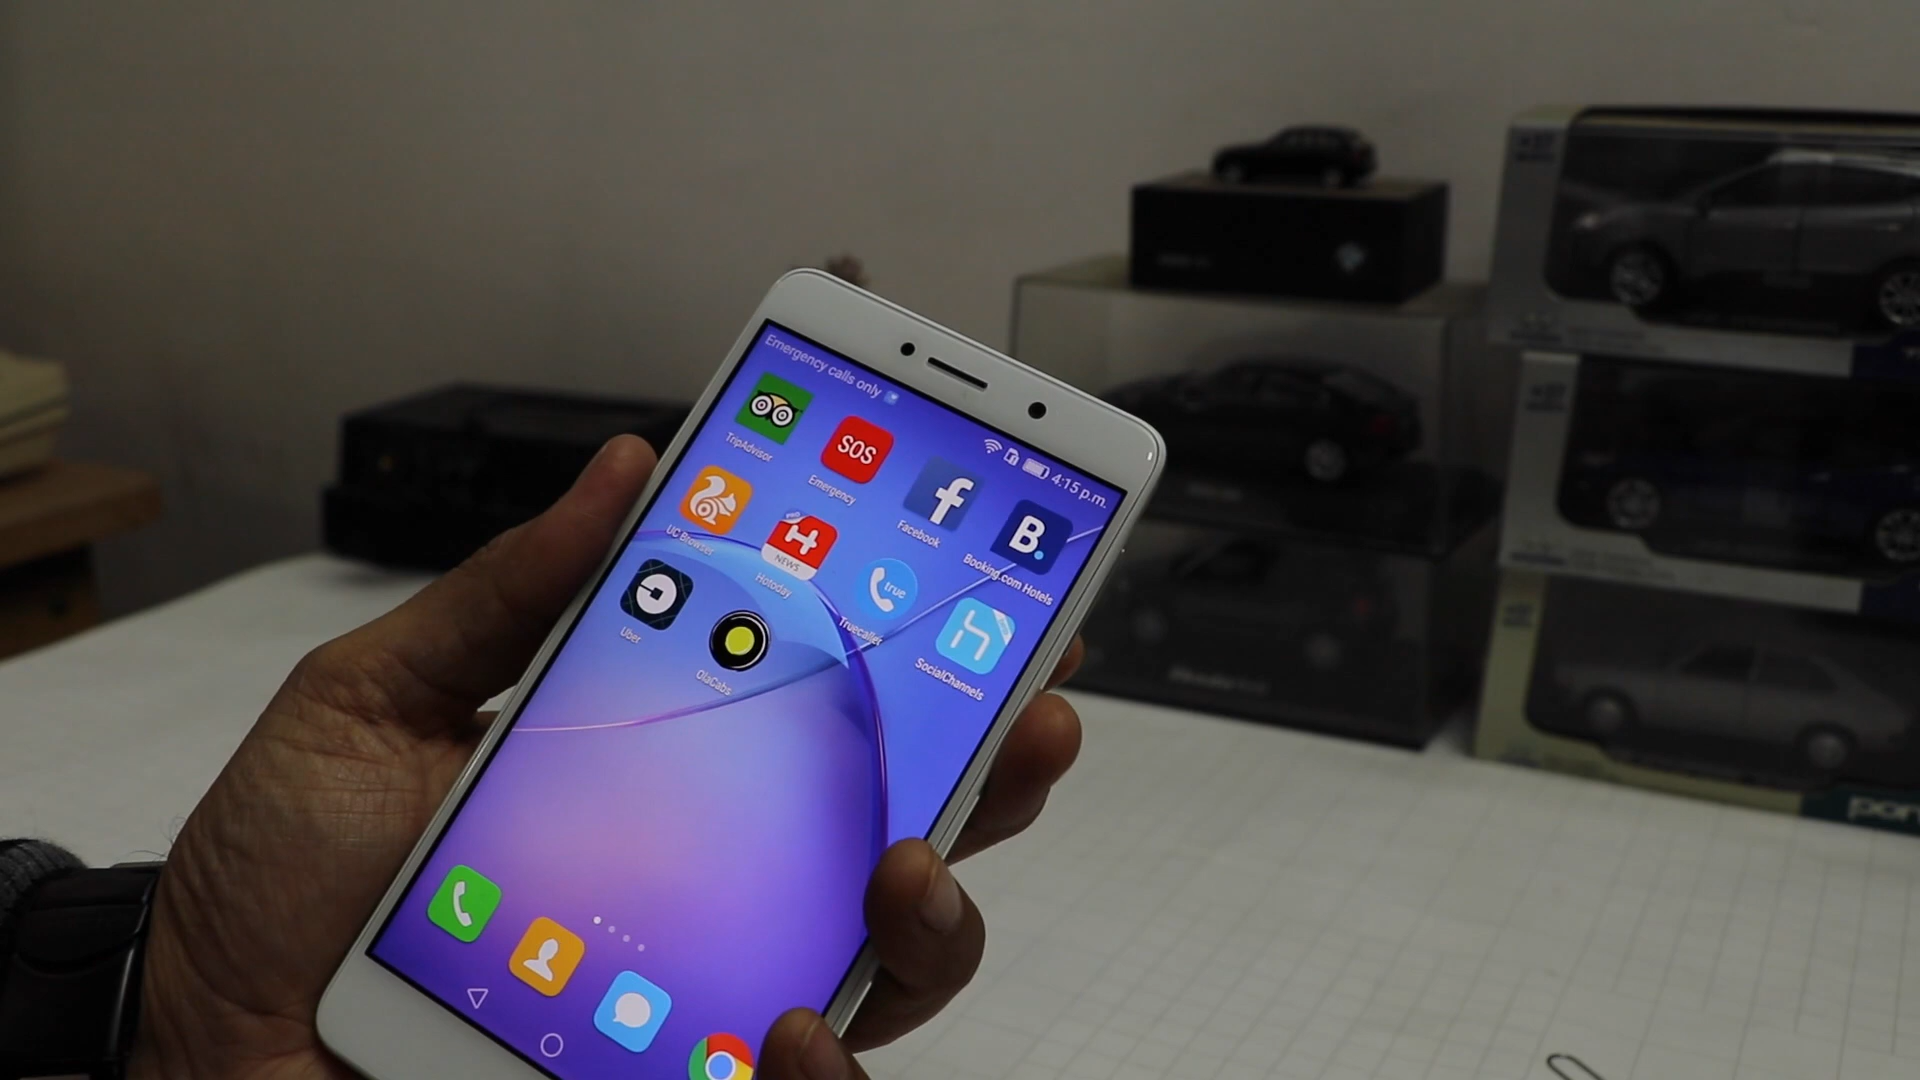 Emergency calls only
4:15 p.m.
TripAdvisor
SOS
Emergency
f
Facebook
B.
Booking.com Hotels
UC Browser
NEWS
Hotoday
true
Truecaller
SocialChannels
Uber
OlaCabs